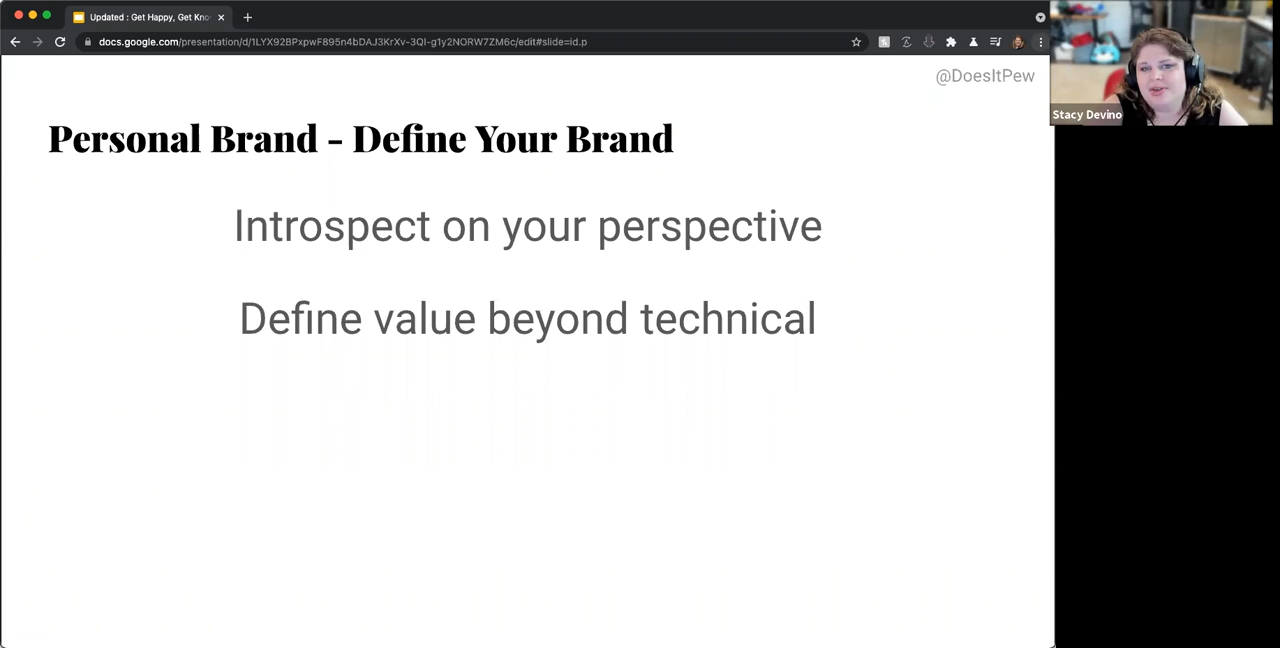 Updated : Get Happy, Get Kno
docs.google.com/presentation/d/1LYX92BPxpwF895n4bDAJ3KrXv-3Ql-g1y2NORW7ZM6c/edit#slide=id.p
@DoesItPew
Stacy Devino
Personal Brand - Define Your Brand
Introspect on your perspective
Define value beyond technical